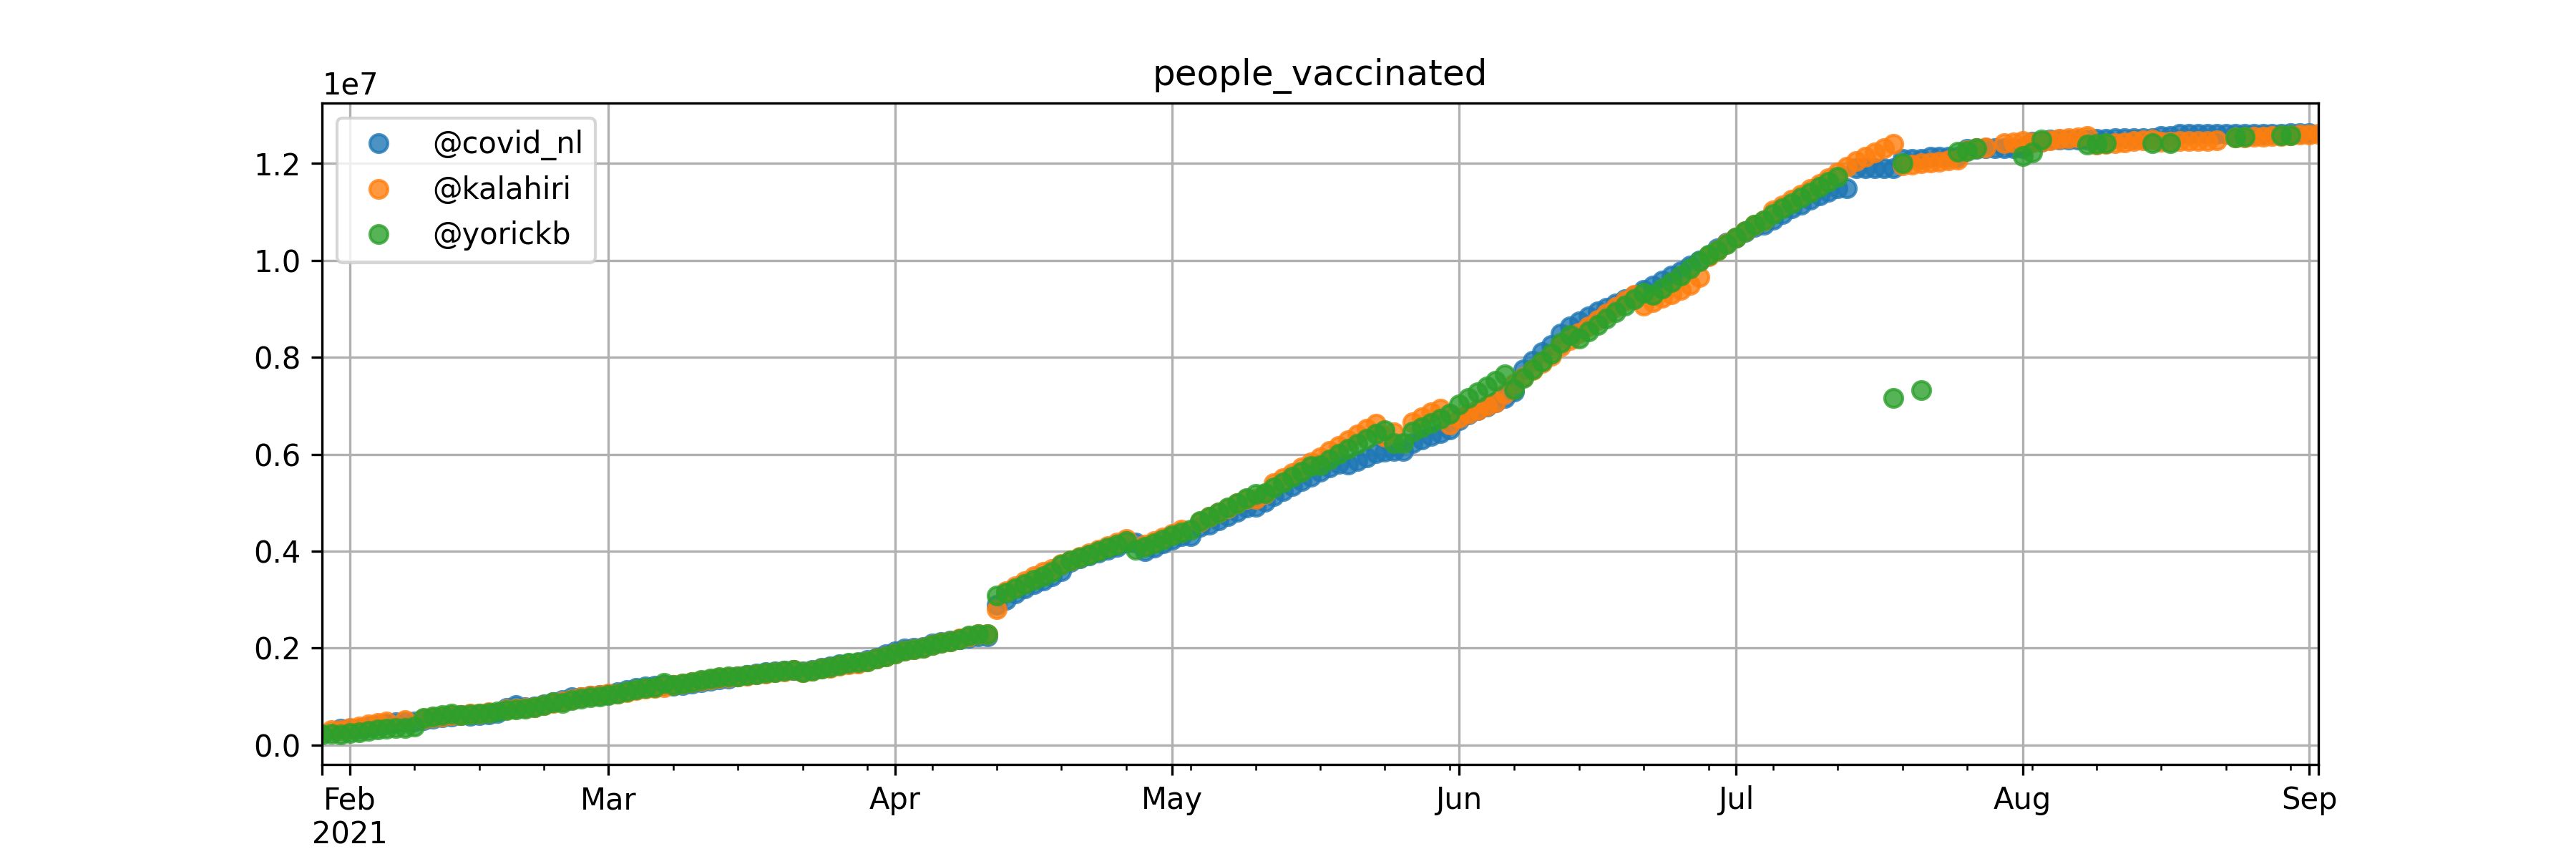 people_vaccinated
1e7
@covid_nl
@kalahiri
@yorickb
1.2
1.0
0.8
0.6
0.4
0.2
0.0
Feb Mar Apr May Jun Jul Aug Sep
2021